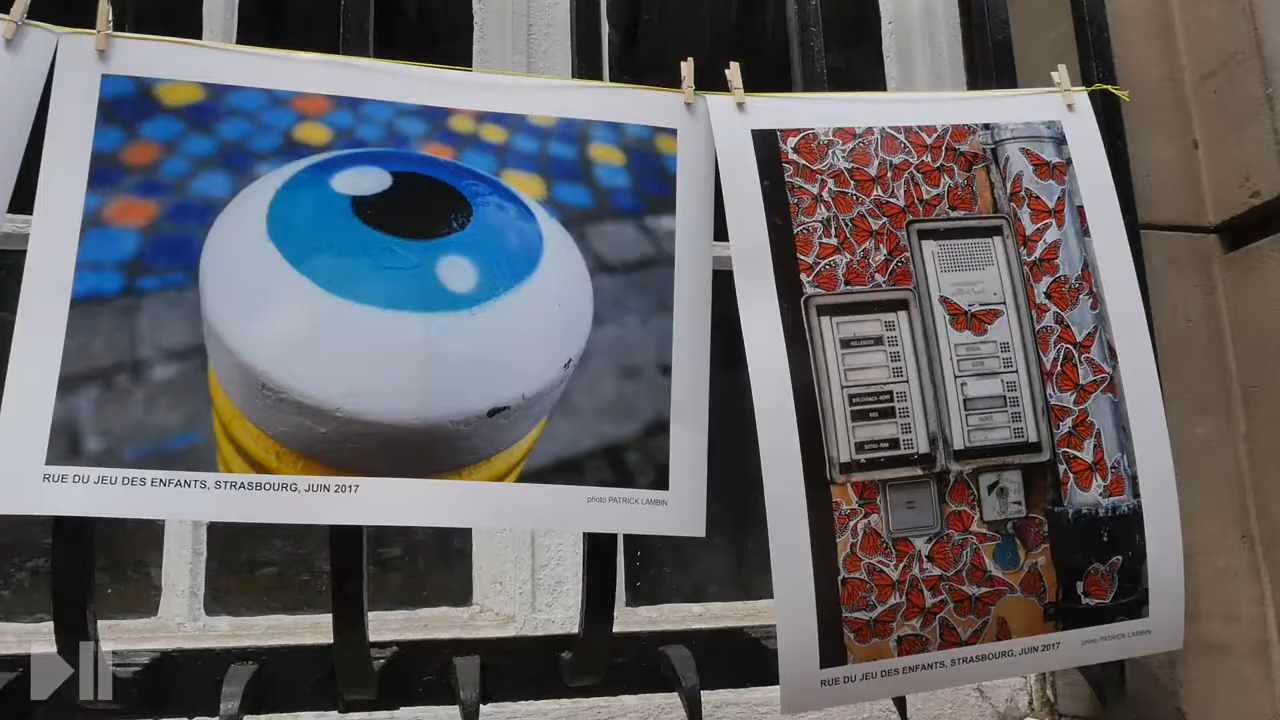 RUE DU JEU DES ENFANTS, STRASBOURG, JUIN 2017
photo PATRICK LAMBIN
RUE DU JEU DES ENFANTS, STRASBOURG, JUIN 2017
photo PATRICK LAMBIN